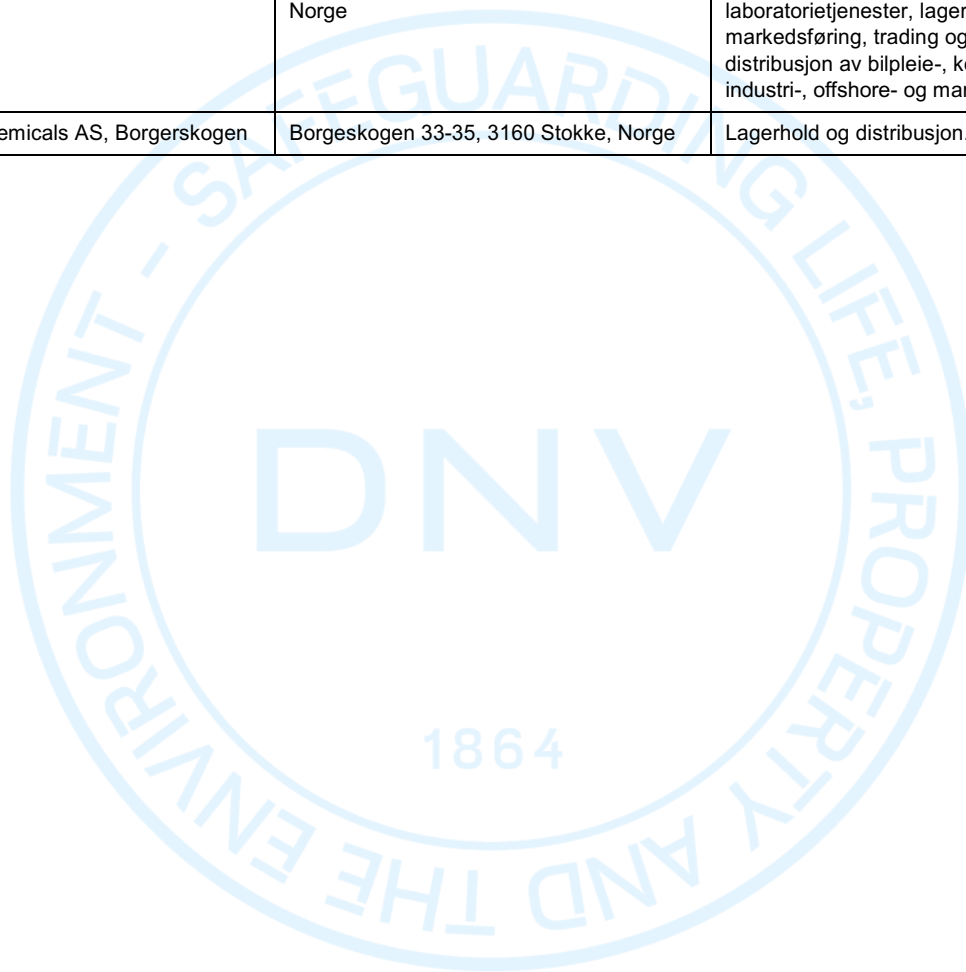 Norge
laboratorietjenester, lager
markedsføring, trading og
distribusjon av bilpleie-,
industri-, offshore- og
emicals AS, Borgerskogen Borgeskogen 33-35, 3160 Stokke, Norge Lagerhold og distribusjon.
SAFEGUARDING LIFE, PROPERTY AND THE ENVIRONMENT -
DNV
1864